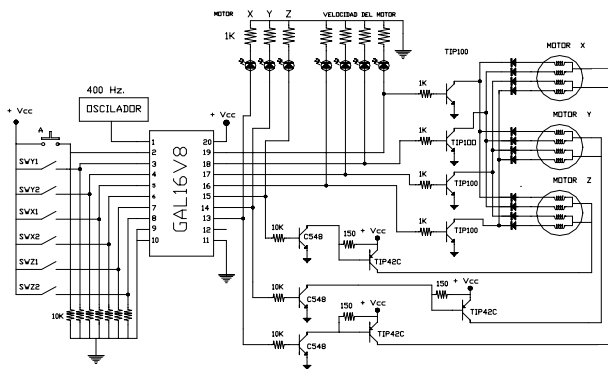 MOTOR X Y Z VELOCIDAD DEL MOTOR
1K
TIP100
MOTOR X
400 Hz.
OSCILADOR
+ Vcc
+ Vcc
1K
A
1 20
2 19
3 18
4 17
5 16
6 15
7 14
8 13
9 12
10 11
GAL16V8
SWY1
SWY2
SWX1
SWX2
SWZ1
SWZ2
10K
1K
TIP100
MOTOR Y
1K
TIP100
MOTOR Z
1K
TIP100
10K
C548
150
+ Vcc
TIP42C
10K
C548
150
+ Vcc
TIP42C
10K
C548
150
+ Vcc
TIP42C